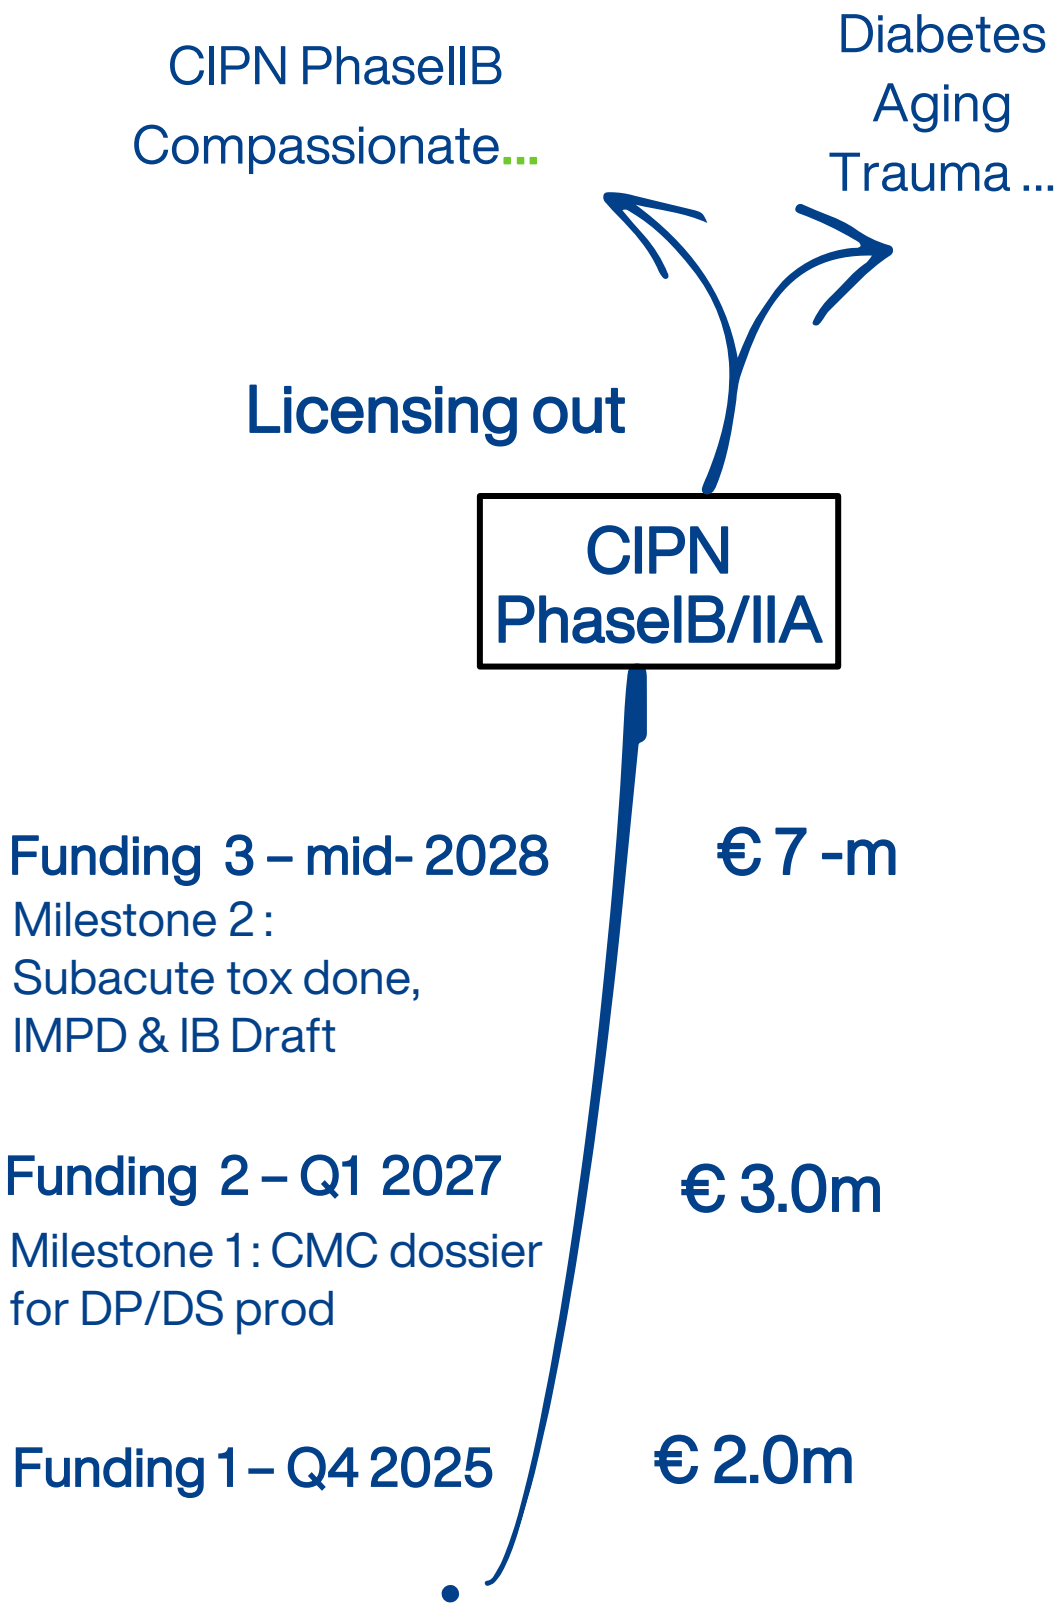 CIPN PhaseIIB
Compassionate...
Diabetes
Aging
Trauma ...
Licensing out
CIPN
PhaseIB/IIA
Funding 3 – mid- 2028
€ 7 -m
Milestone 2 :
Subacute tox done,
IMPD & IB Draft
Funding 2 – Q1 2027
€ 3.0m
Milestone 1 : CMC dossier
for DP/DS prod
Funding 1 – Q4 2025
€ 2.0m